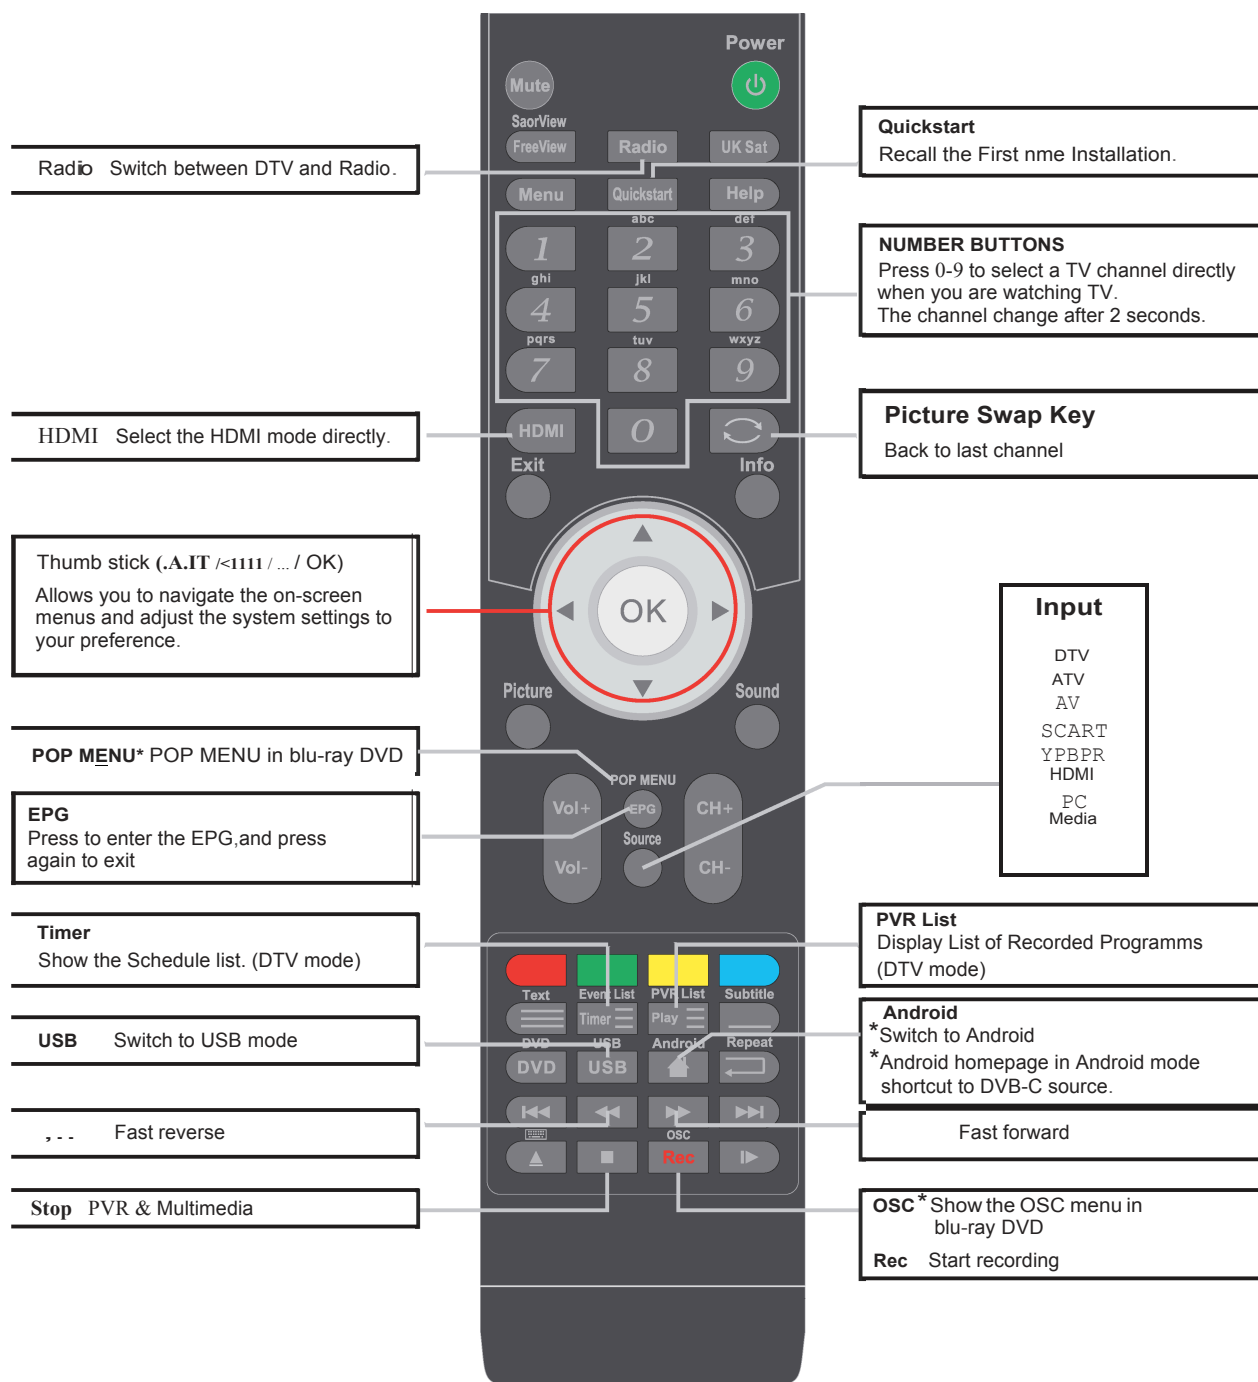 Power
Mute
SaorView
FreeView
Radio
UK Sat
Menu
Quickstart
Help
abc
def
1
2
3
ghi
jkl
mno
4
5
6
pqrs
tuv
wxyz
7
8
9
HDMI
0
Exit
Info
OK
Picture
Sound
POP MENU
Vol+
EPG
CH+
Source
Vol-
CH-
Text
Event List
PVR List
Subtitle
Timer
Play
DVD
USB
Android
Repeat
DVD
USB
OSC
Rec
Radio Switch between DTV and Radio.
HDMI Select the HDMI mode directly.
Thumb stick (.A.IT /<1111 / ... / OK)
Allows you to navigate the on-screen
menus and adjust the system settings to
your preference.
POP MENU* POP MENU in blu-ray DVD
EPG
Press to enter the EPG,and press
again to exit
Timer
Show the Schedule list. (DTV mode)
USB Switch to USB mode
, - - Fast reverse
Stop PVR & Multimedia
Quickstart
Recall the First nme Installation.
NUMBER BUTTONS
Press 0-9 to select a TV channel directly
when you are watching TV.
The channel change after 2 seconds.
Picture Swap Key
Back to last channel
Input
DTV
ATV
AV
SCART
YPBPR
HDMI
PC
Media
PVR List
Display List of Recorded Programms
(DTV mode)
Android
*Switch to Android
*Android homepage in Android mode
shortcut to DVB-C source.
Fast forward
OSC* Show the OSC menu in
blu-ray DVD
Rec Start recording